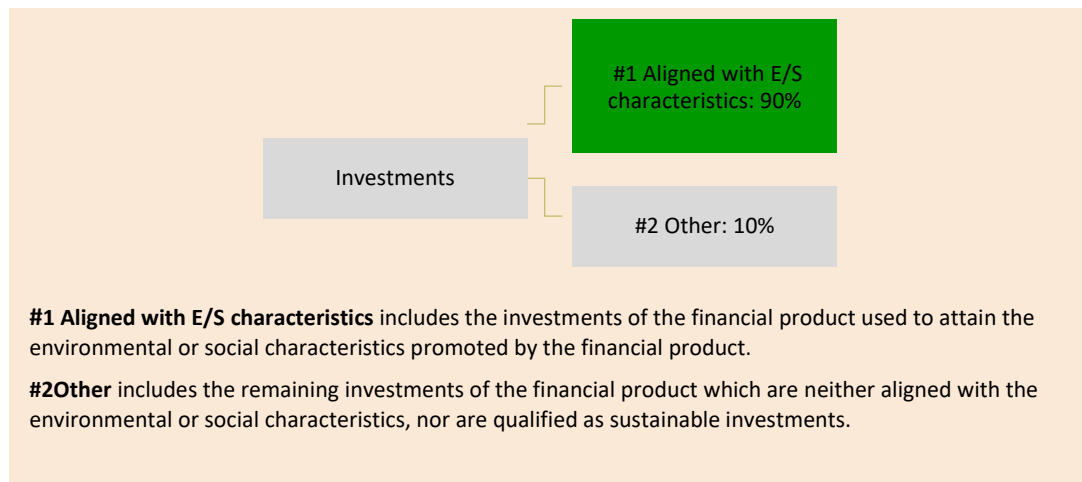 #1 Aligned with E/S
characteristics: 90%
Investments
#2 Other: 10%
#1 Aligned with E/S characteristics includes the investments of the financial product used to attain the
environmental or social characteristics promoted by the financial product.
#2Other includes the remaining investments of the financial product which are neither aligned with the
environmental or social characteristics, nor are qualified as sustainable investments.